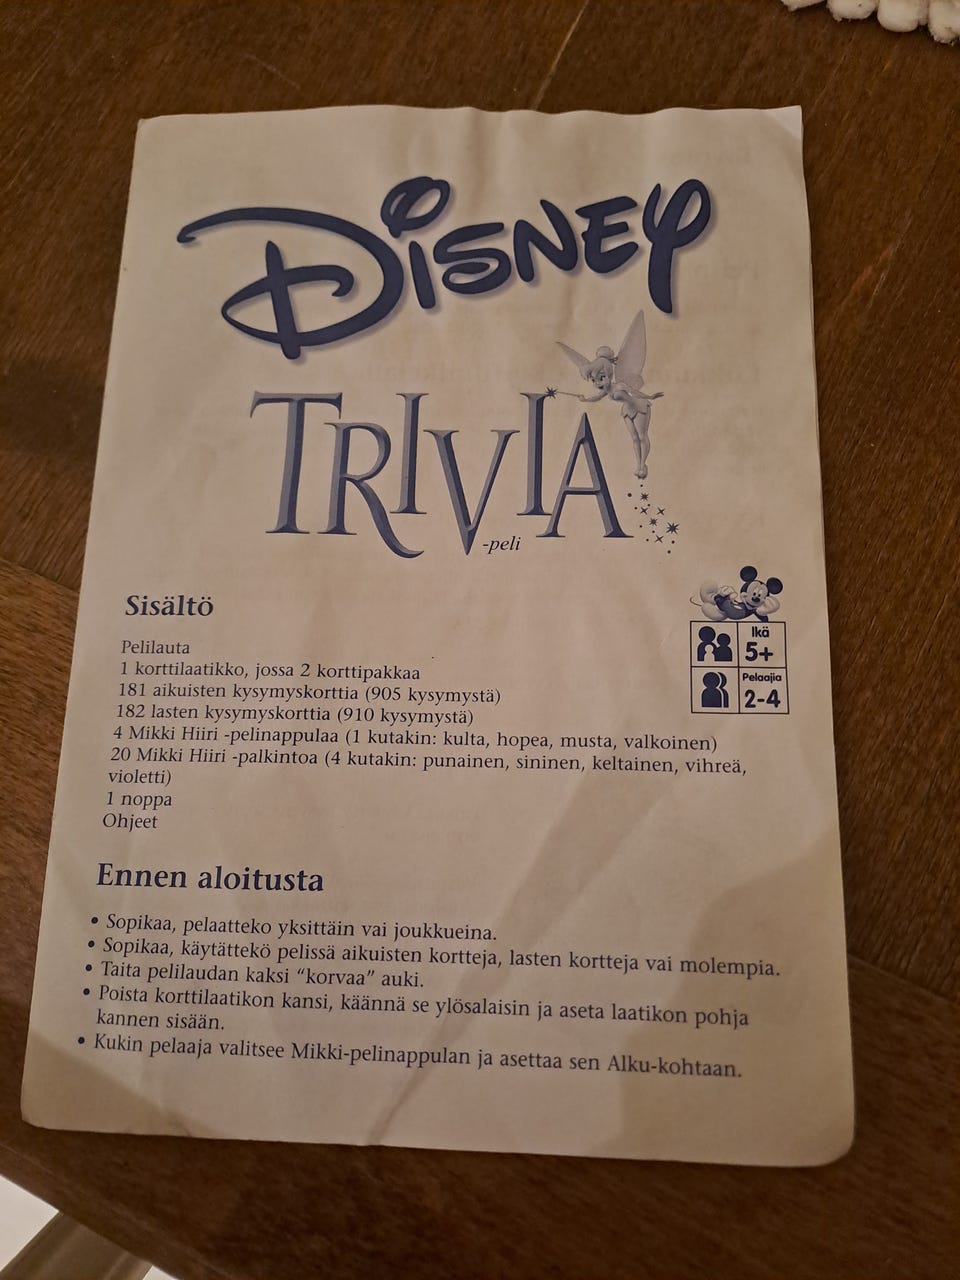 Disney
TRIVIA
-peli
Sisältö
Pelilauta
1 korttilaatikko, jossa 2 korttipakkaa
181 aikuisten kysymyskorttia (905 kysymystä)
182 lasten kysymyskorttia (910 kysymystä)
4 Mikki Hiiri -pelinappulaa (1 kutakin: kulta, hopea, musta, valkoinen)
20 Mikki Hiiri -palkintoa (4 kutakin: punainen, sininen, keltainen, vihreä,
violetti)
1 noppa
Ohjeet
Ikä
5+
Pelaajia
2-4
Ennen aloitusta
• Sopikaa, pelaatteko yksittäin vai joukkueina.
• Sopikaa, käytättekö pelissä aikuisten kortteja, lasten kortteja vai molempia.
• Taita pelilaudan kaksi “korvaa” auki.
• Poista korttilaatikon kansi, käännä se ylösalaisin ja aseta laatikon pohja
kannen sisään.
• Kukin pelaaja valitsee Mikki-pelinappulan ja asettaa sen Alku-kohtaan.